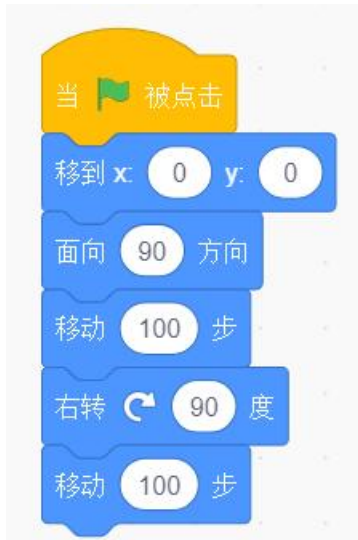 当 被点击
移到 x: 0 y: 0
面向 90 方向
移动 100 步
右转 90 度
移动 100 步